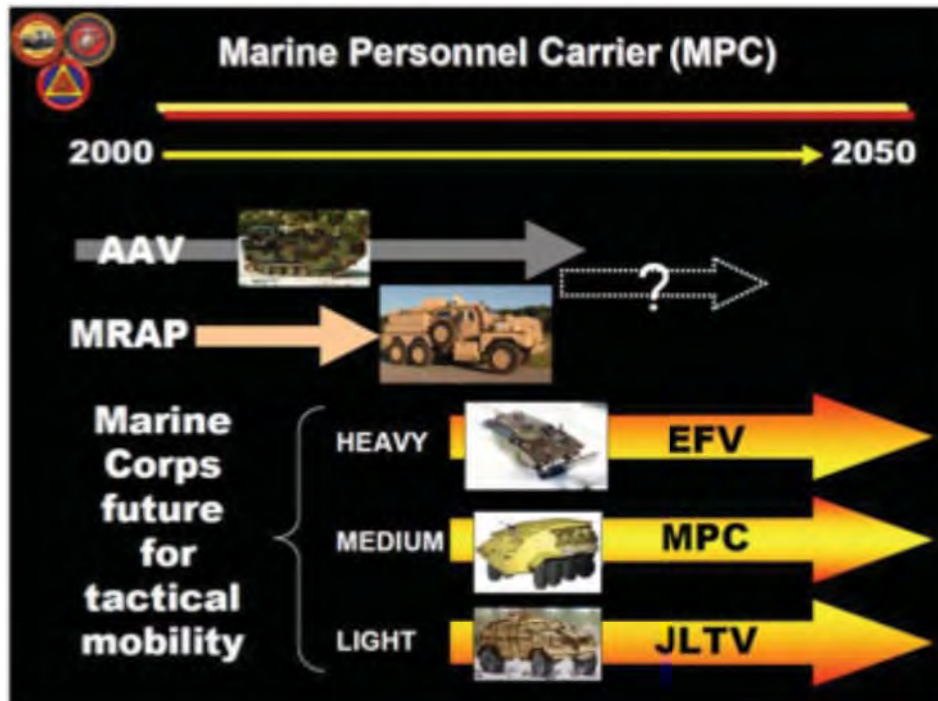 Marine Personnel Carrier (MPC)
2000
2050
AAV
?
MRAP
Marine
Corps
future
for
tactical
mobility
HEAVY
EFV
MEDIUM
MPC
LIGHT
JLTV